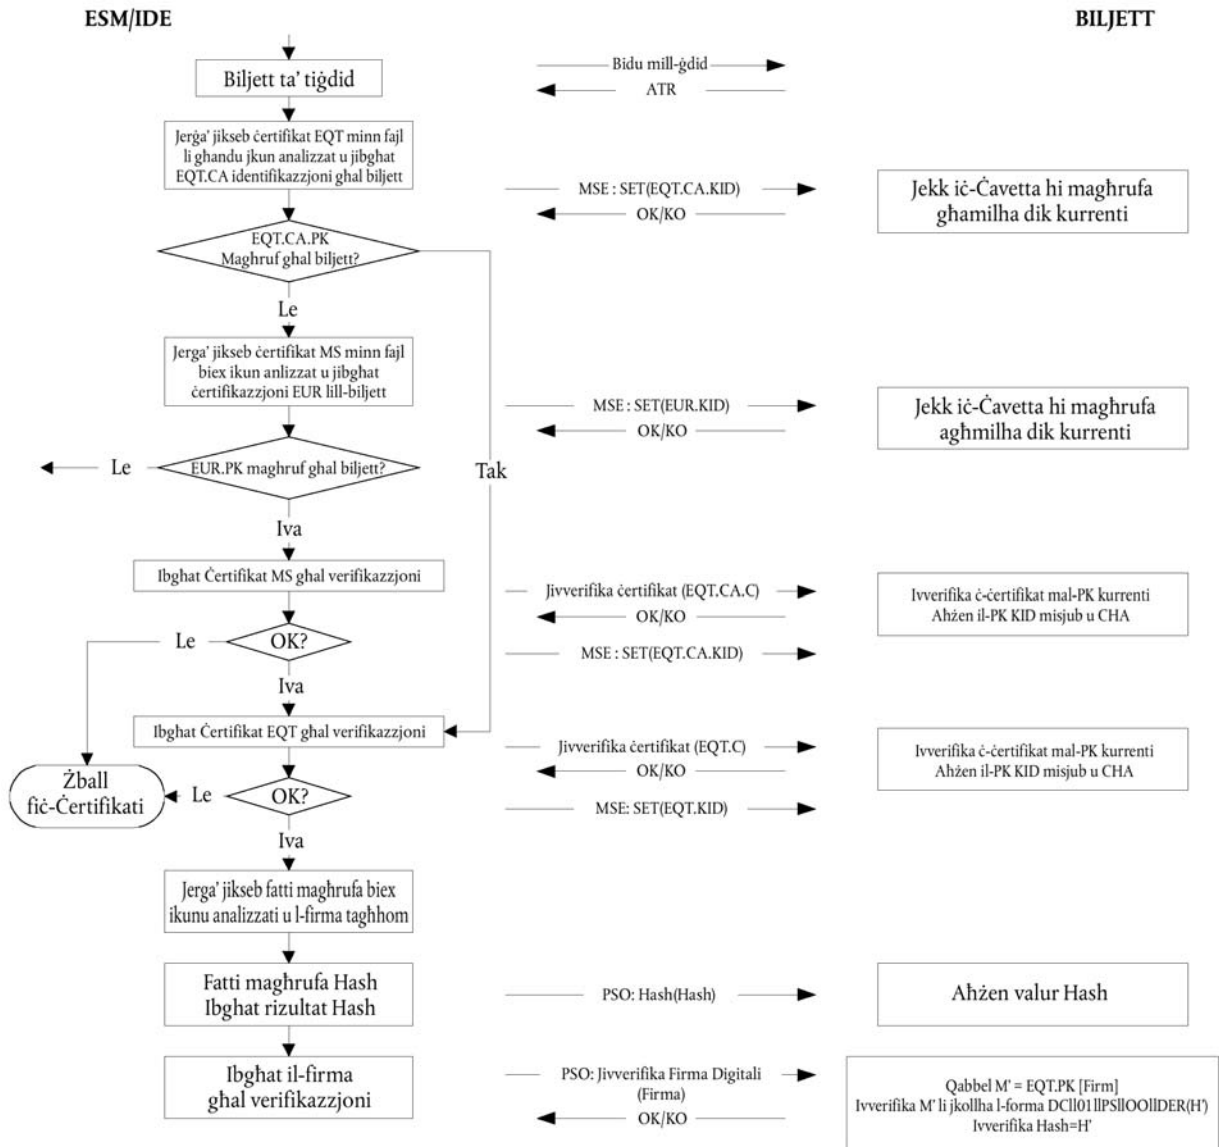 ESM/IDE
BILJETT
Biljett ta’ tiġdid
Bidu mill-ġdid
ATR
Jerġa’ jikseb ċertifikat EQT minn fajl
li għandu jkun analizzat u jibgħat
EQT.CA identifikazzjoni għal biljett
MSE : SET(EQT.CA.KID)
OK/KO
Jekk iċ-Ċavetta hi magħrufa
għamilha dik kurrenti
EQT.CA.PK
Magħruf għal biljett?
Le
Jerga’ jikseb ċertifikat MS minn fajl
biex ikun anlizzat u jibgħat
ċertifikazzjoni EUR lill-biljett
MSE : SET(EUR.KID)
OK/KO
Jekk iċ-Ċavetta hi magħrufa
agħmilha dik kurrenti
Le
EUR.PK magħruf għal biljett?
Tak
Iva
Ibgħat Ċertifikat MS għal verifikazzjoni
Jivverifika ċertifikat (EQT.CA.C)
OK/KO
MSE : SET(EQT.CA.KID)
Ivverifika ċ-ċertifikat mal-PK kurrenti
Aħżen il-PK KID misjub u CHA
Le
OK?
Iva
Ibgħat Ċertifikat EQT għal verifikazzjoni
Jivverifika ċertifikat (EQT.C)
OK/KO
MSE: SET(EQT.KID)
Ivverifika ċ-ċertifikat mal-PK kurrenti
Aħżen il-PK KID misjub u CHA
Żball
fiċ-Ċertifikati
Le
OK?
Iva
Jerga’ jikseb fatti magħrufa biex
ikunu analizzati u l-firma tagħhom
Fatti magħrufa Hash
Ibgħat rizultat Hash
PSO: Hash(Hash)
Aħżen valur Hash
Ibgħat il-firma
għal verifikazzjoni
PSO: Jivverifika Firma Digitali
(Firma)
OK/KO
Qabbel M’ = EQT.PK [Firm]
Ivverifika M’ li jkollha l-forma DCll01llPSllOOllDER(H’)
Ivverifika Hash=H’